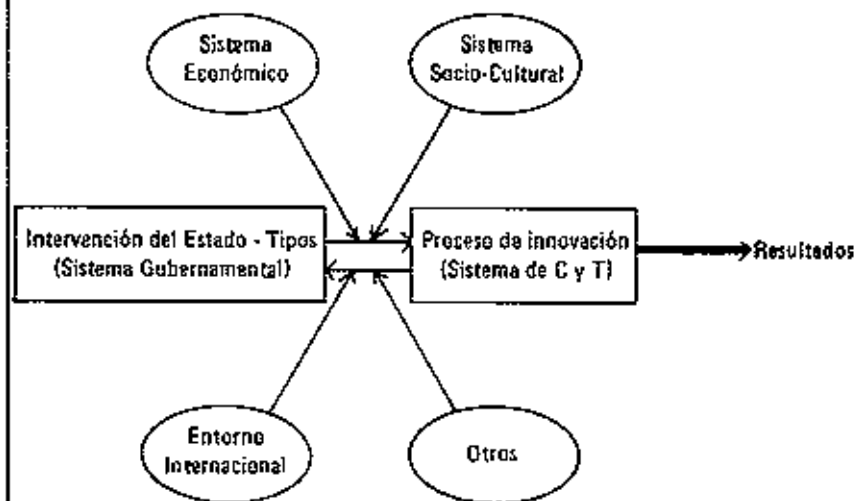 Sistema
Económico
Sistema
Socio-Cultural
Intervención del Estado - Tipos
(Sistema Gubernamental)
Proceso de innovación
(Sistema de C y T)
Resultados
Entorno
Internacional
Otros